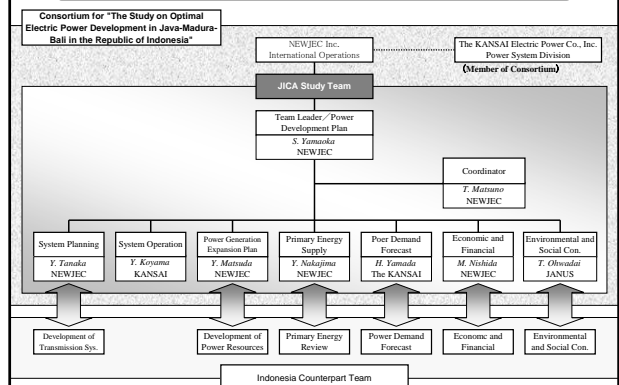 Consortium for "The Study on Optimal
Electric Power Development in Java-Madura-
Bali in the Republic of Indonesia"
NEWJEC Inc.
International Operations
The KANSAI Electric Power Co., Inc.
Power System Division
(Member of Consortium)
JICA Study Team
Team Leader／Power
Development Plan
S. Yamaoka
NEWJEC
Coordinator
T. Matsuno
NEWJEC
System Planning
Y. Tanaka
NEWJEC
System Operation
Y. Koyama
KANSAI
Power Generation
Expansion Plan
Y. Matsuda
NEWJEC
Primary Energy
Supply
Y. Nakajima
NEWJEC
Poer Demand
Forecast
H. Yamada
The KANSAI
Economic and
Financial
M. Nishida
NEWJEC
Environmental and
Social Con.
T. Ohwadai
JANUS
Development of
Transmission Sys.
Development of
Power Resources
Primary Energy
Review
Power Demand
Forecast
Economc and
Financial
Environmental
and Social Con.
Indonesia Counterpart Team